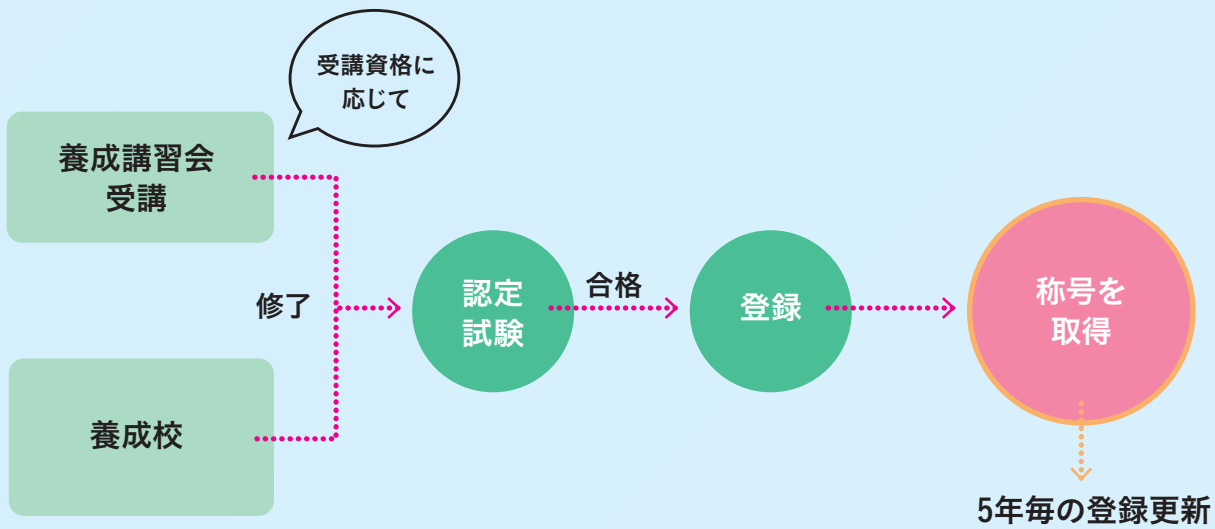 受講資格に
応じて
養成講習会
受講
修了
養成校
認定
試験
合格
登録
称号を
取得
5年毎の登録更新